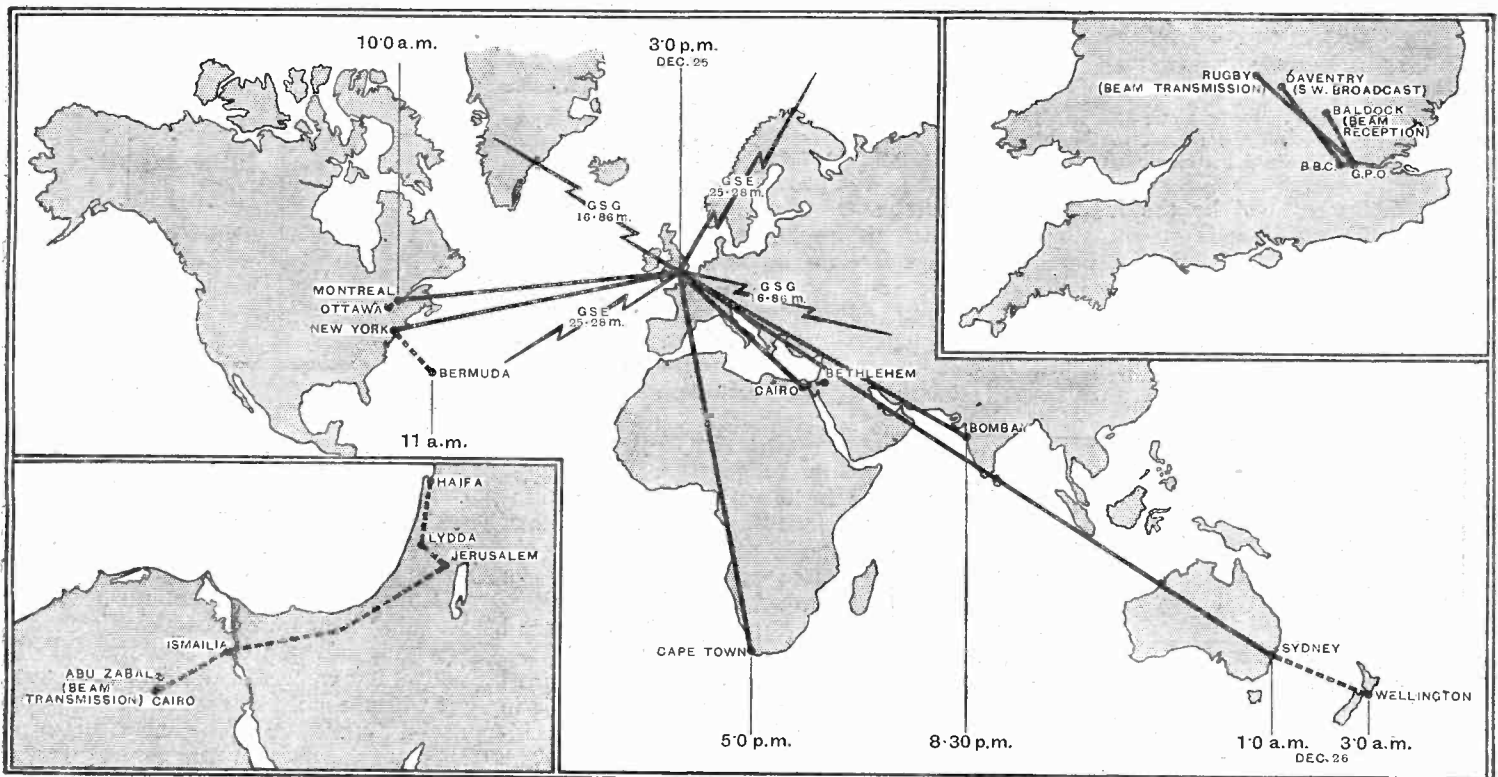 10·0 a.m.
3·0 p.m.
DEC. 25
GSE
25·28 m.
GSG
16·86 m.
GSG
16·86 m.
GSE
25·28 m.
MONTREAL
OTTAWA
NEW YORK
BERMUDA
11 a.m.
CAIRO
BETHLEHEM
BOMBAY
CAPE TOWN
SYDNEY
WELLINGTON
5·0 p.m.
8·30 p.m.
1·0 a.m.
DEC. 26
3·0 a.m.
RUGBY
(BEAM TRANSMISSION)
DAVENTRY
(S.W. BROADCAST)
BALDOCK
(BEAM
RECEPTION)
B.B.C.
G.P.O
HAIFA
LYDDA
JERUSALEM
ISMAILIA
ABU ZABAL
(BEAM
TRANSMISSION)
CAIRO